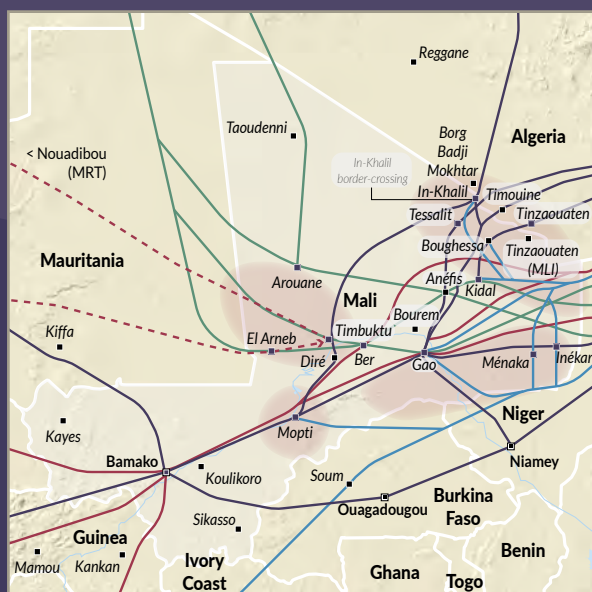 Reggane
Taoudenni
Borg
Badji
Mokhtar
Algeria
< Nouadibou
(MRT)
In-Khalil
border-crossing
In-Khalil
Timouine
Tessalit
Tinzaouaten
Boughessa
Tinzaouaten
(MLI)
Mauritania
Arouane
Mali
Anéfis
Kidal
Bourem
Kiffa
El Arneb
Timbuktu
Diré
Ber
Gao
Ménaka
Inékar
Niger
Kayes
Mopti
Bamako
Koulikoro
Soum
Niamey
Ouagadougou
Burkina
Faso
Sikasso
Guinea
Mamou
Kankan
Ivory
Coast
Ghana
Togo
Benin